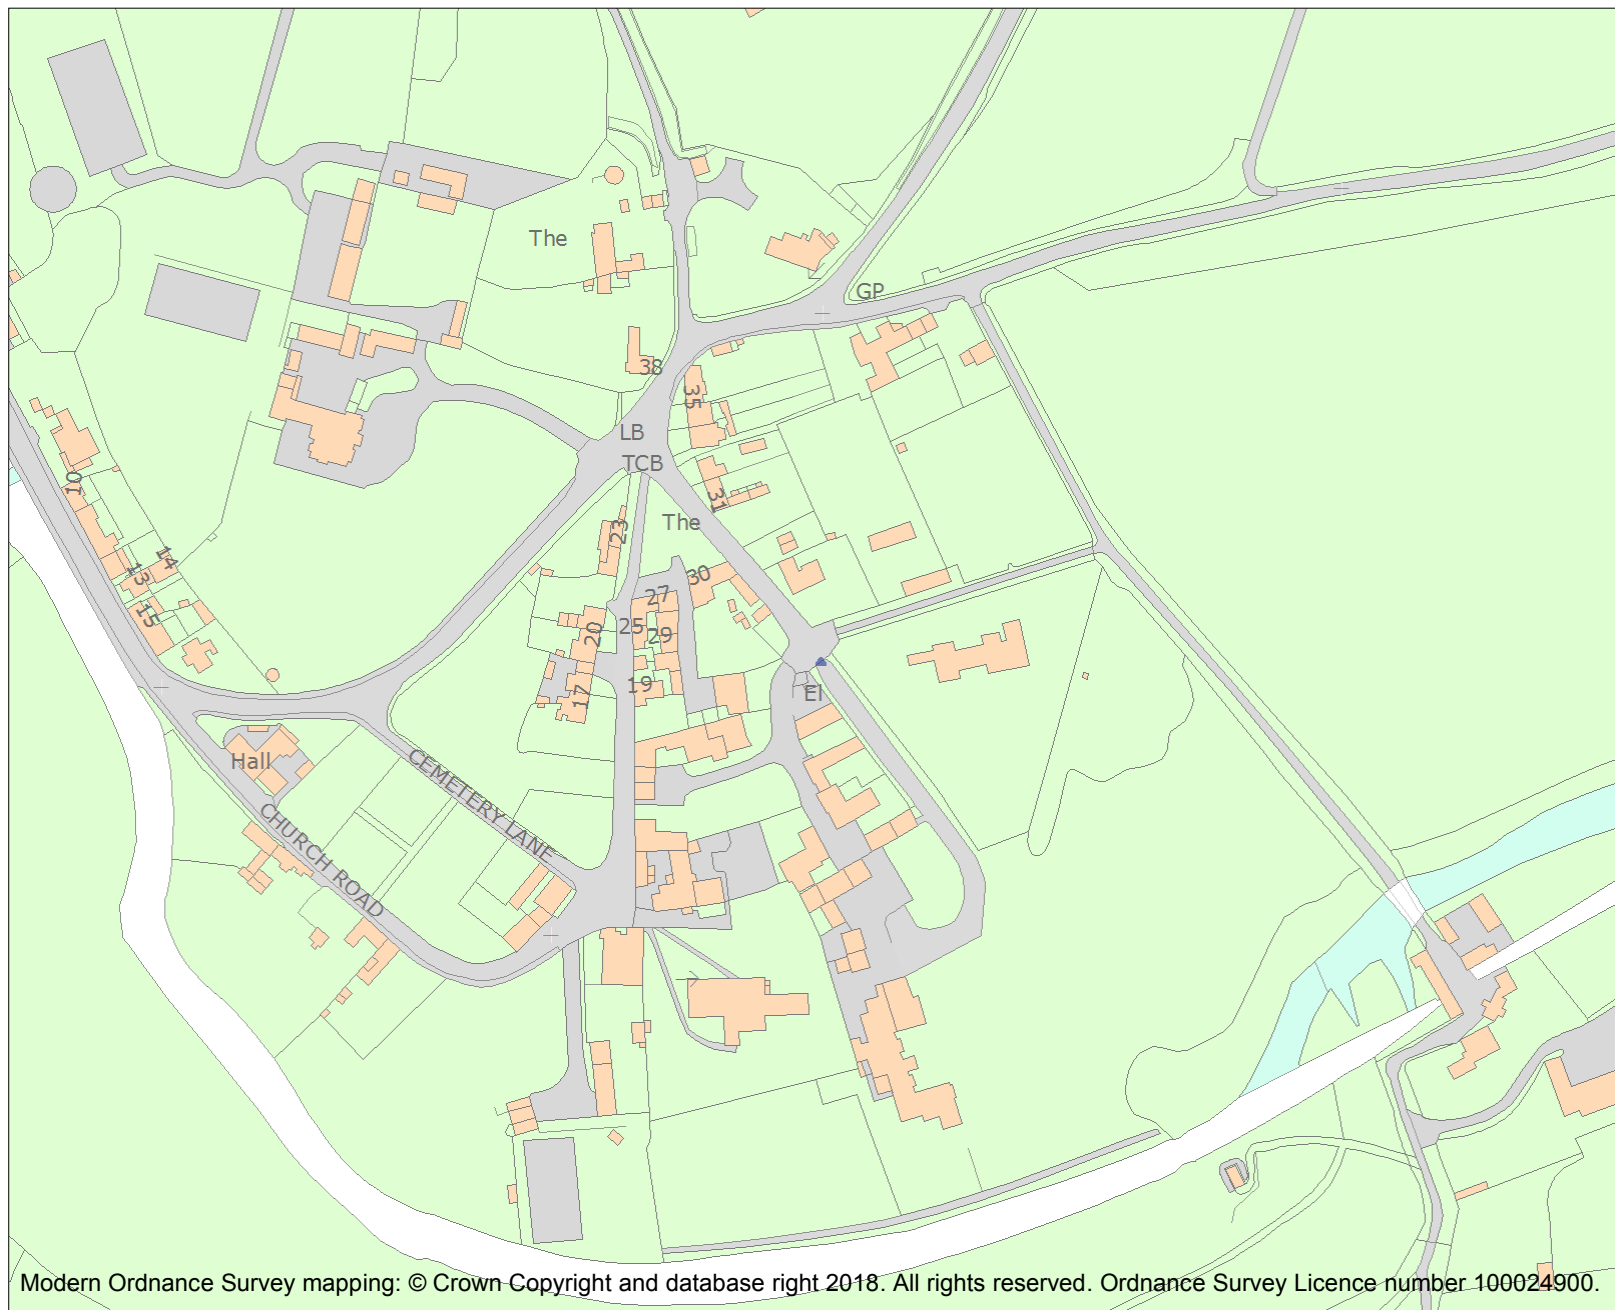 The
GP
38
35
LB
TCB
10
31
The
23
14
13
30
27
15
25
20
29
19
17
El
Hall
CEMETERY LANE
CHURCH ROAD
Modern Ordnance Survey mapping: © Crown Copyright and database right 2018. All rights reserved. Ordnance Survey Licence number 100024900.